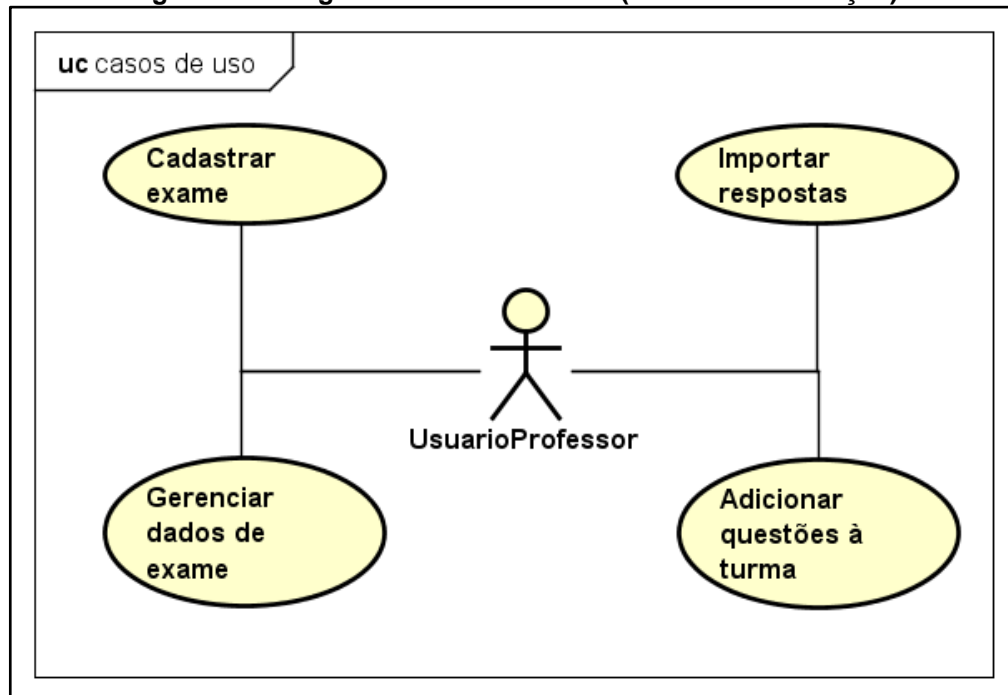 uc casos de uso
Cadastrar
exame
Importar
respostas
UsuarioProfessor
Gerenciar
dados de
exame
Adicionar
questões à
turma